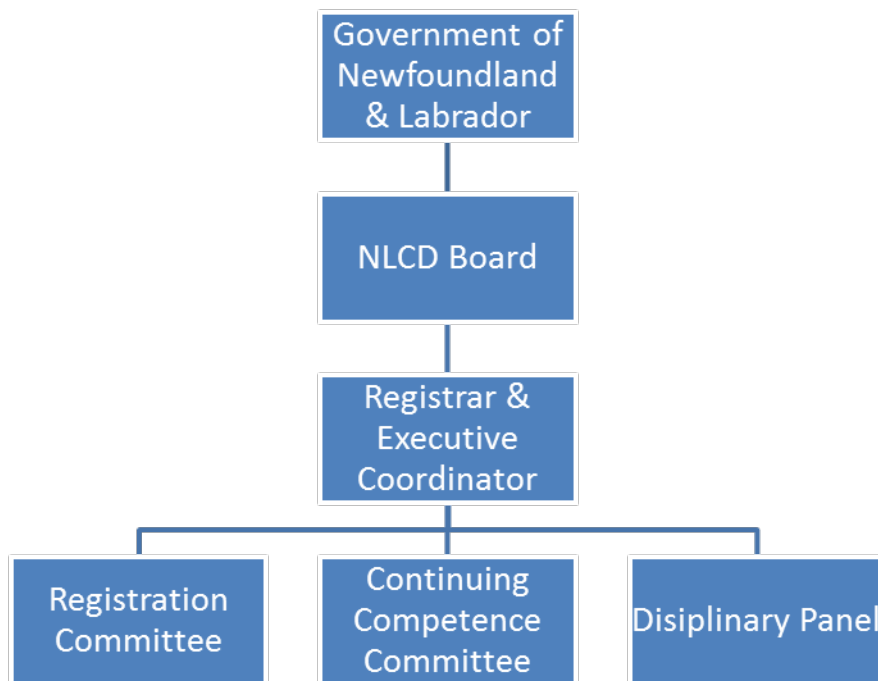 Government of
Newfoundland
& Labrador
NLCD Board
Registrar &
Executive
Coordinator
Registration
Committee
Continuing
Competence
Committee
Disiplinary Panel